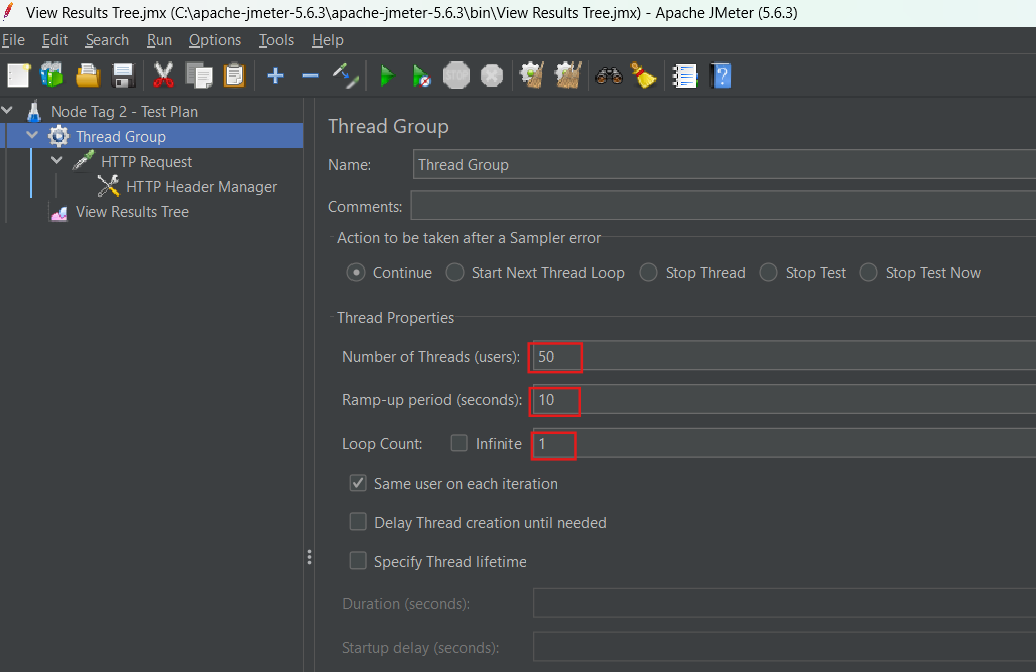 View Results Tree.jmx (C:\apache-jmeter-5.6.3\apache-jmeter-5.6.3\bin\View Results Tree.jmx) - Apache JMeter (5.6.3)
File Edit Search Run Options Tools Help
STOP
Node Tag 2 - Test Plan
Thread Group
HTTP Request
HTTP Header Manager
View Results Tree
Thread Group
Name: Thread Group
Comments:
Action to be taken after a Sampler error
Continue Start Next Thread Loop Stop Thread Stop Test Stop Test Now
Thread Properties
Number of Threads (users): 50
Ramp-up period (seconds): 10
Loop Count: Infinite 1
Same user on each iteration
Delay Thread creation until needed
Specify Thread lifetime
Duration (seconds):
Startup delay (seconds):